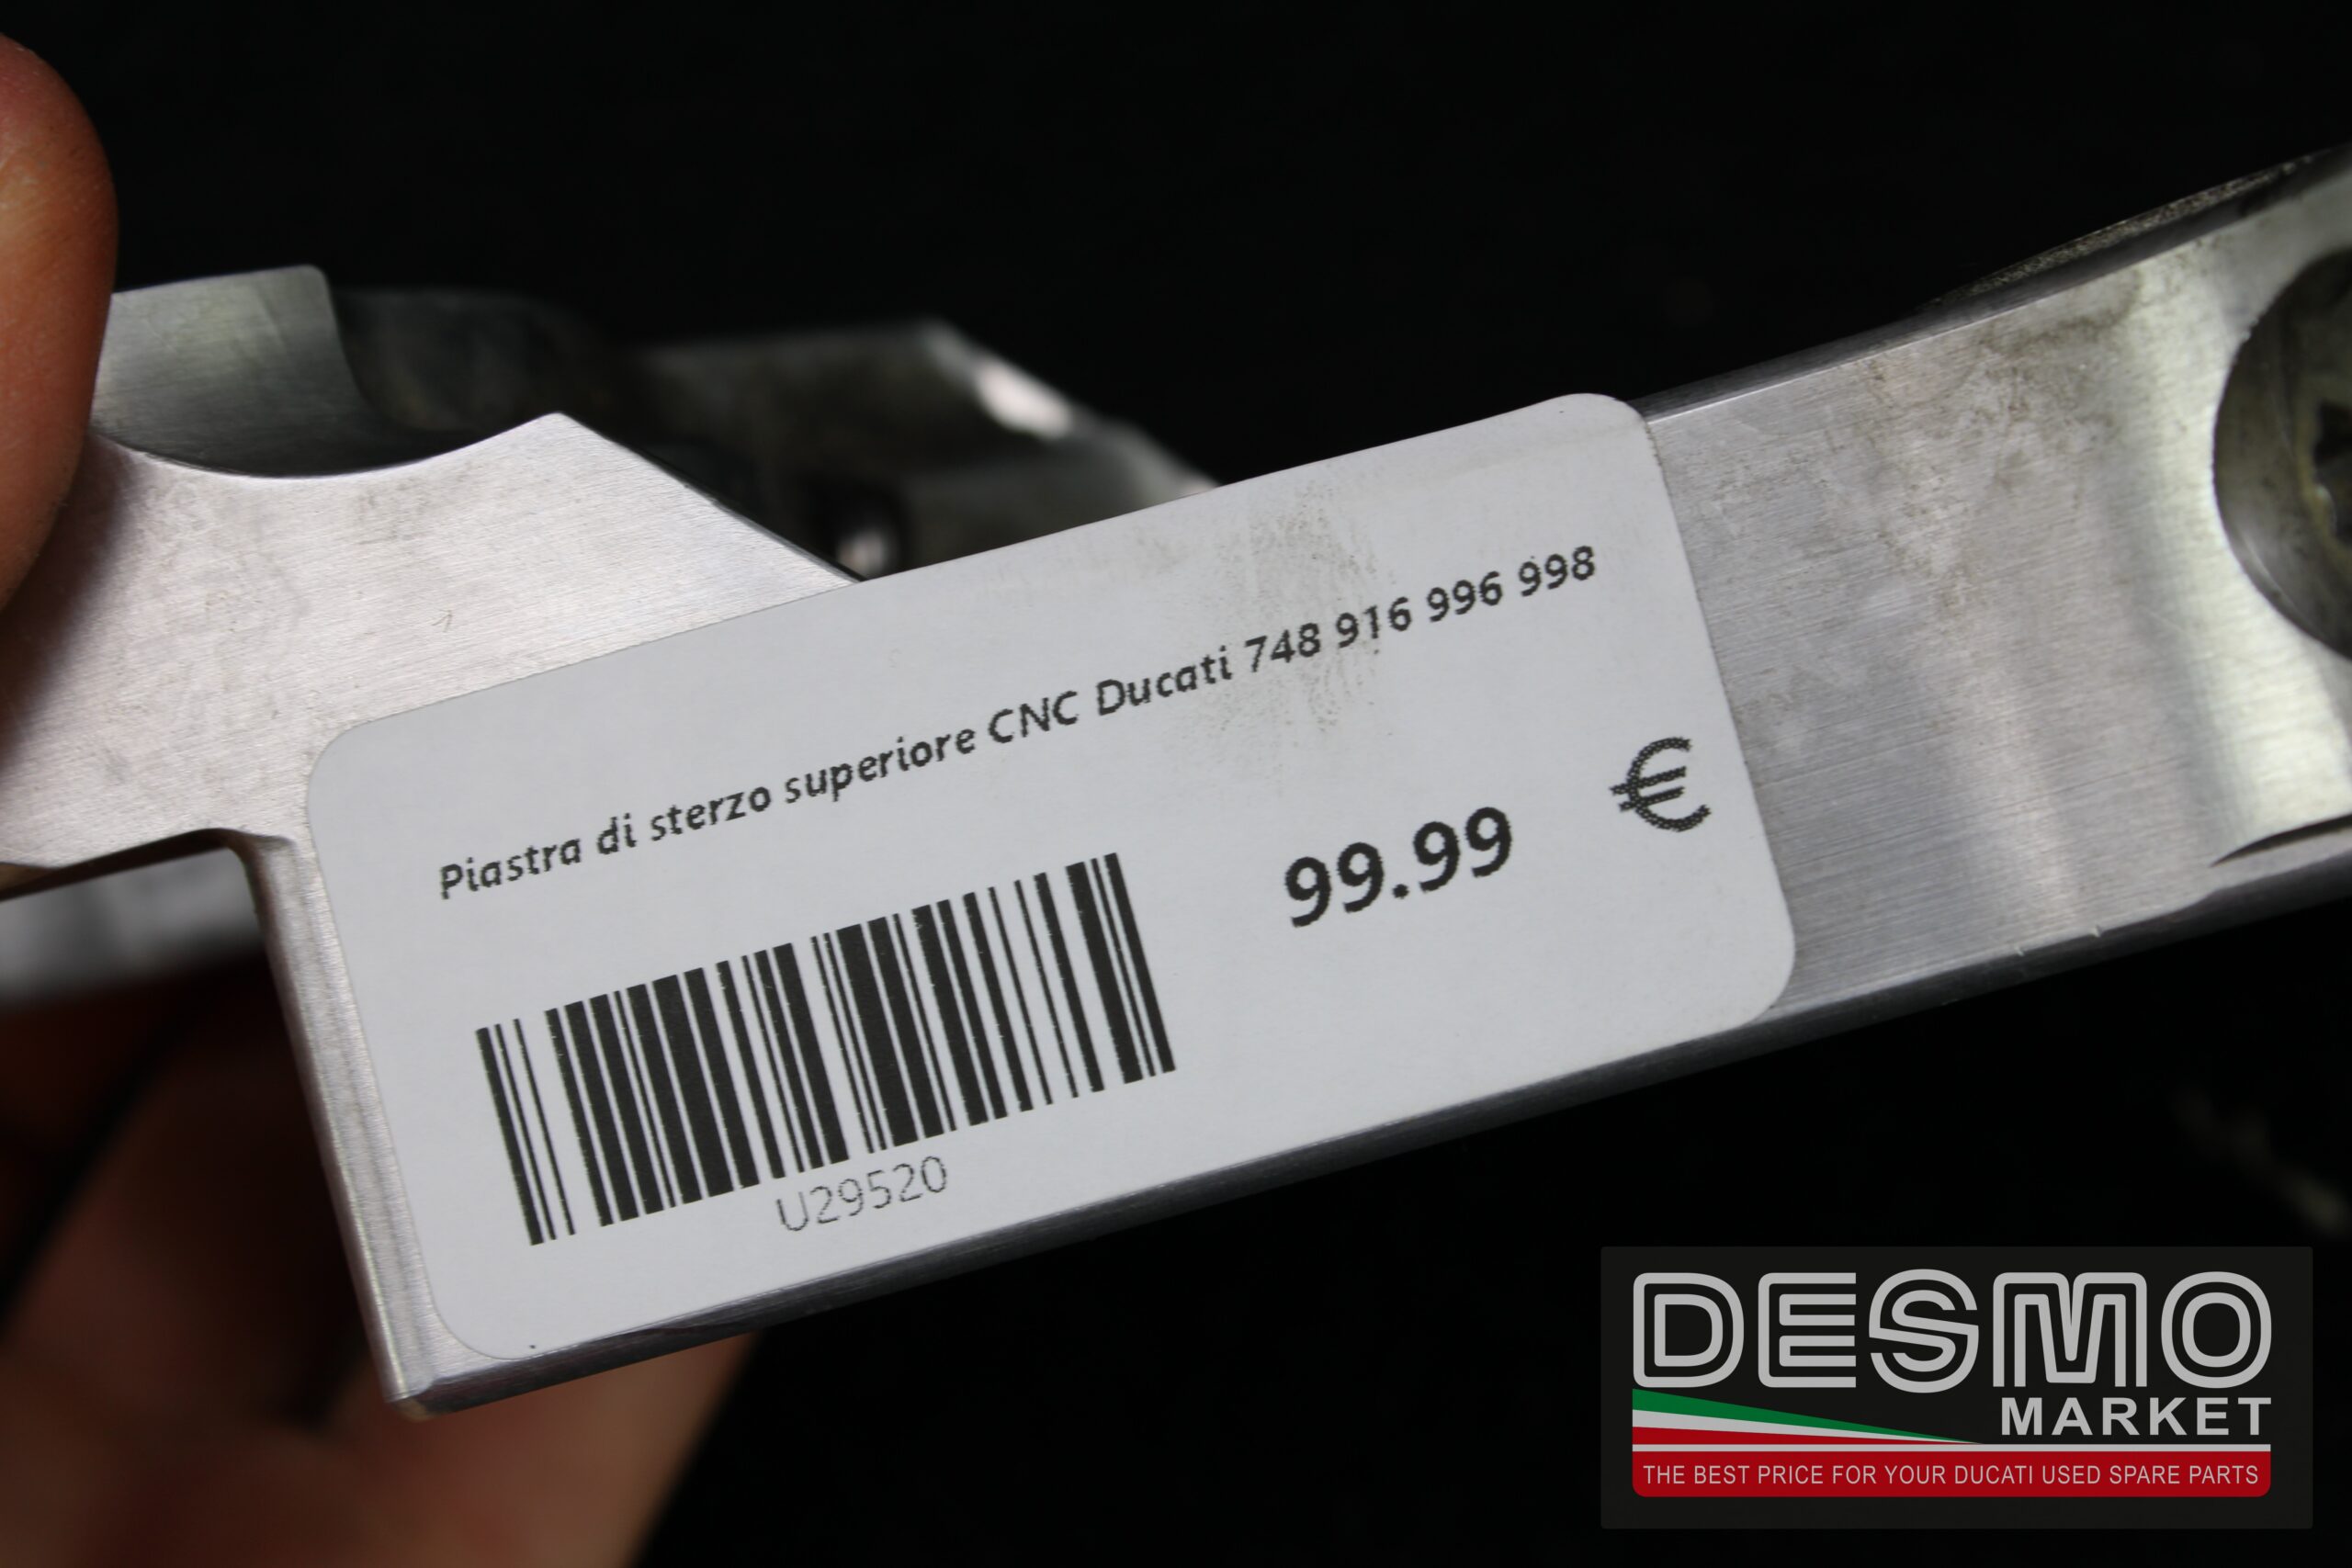 Piastra di sterzo superiore CNC Ducati 748 916 996 998
99.99 €
U29520
DESMO
MARKET
THE BEST PRICE FOR YOUR DUCATI USED SPARE PARTS